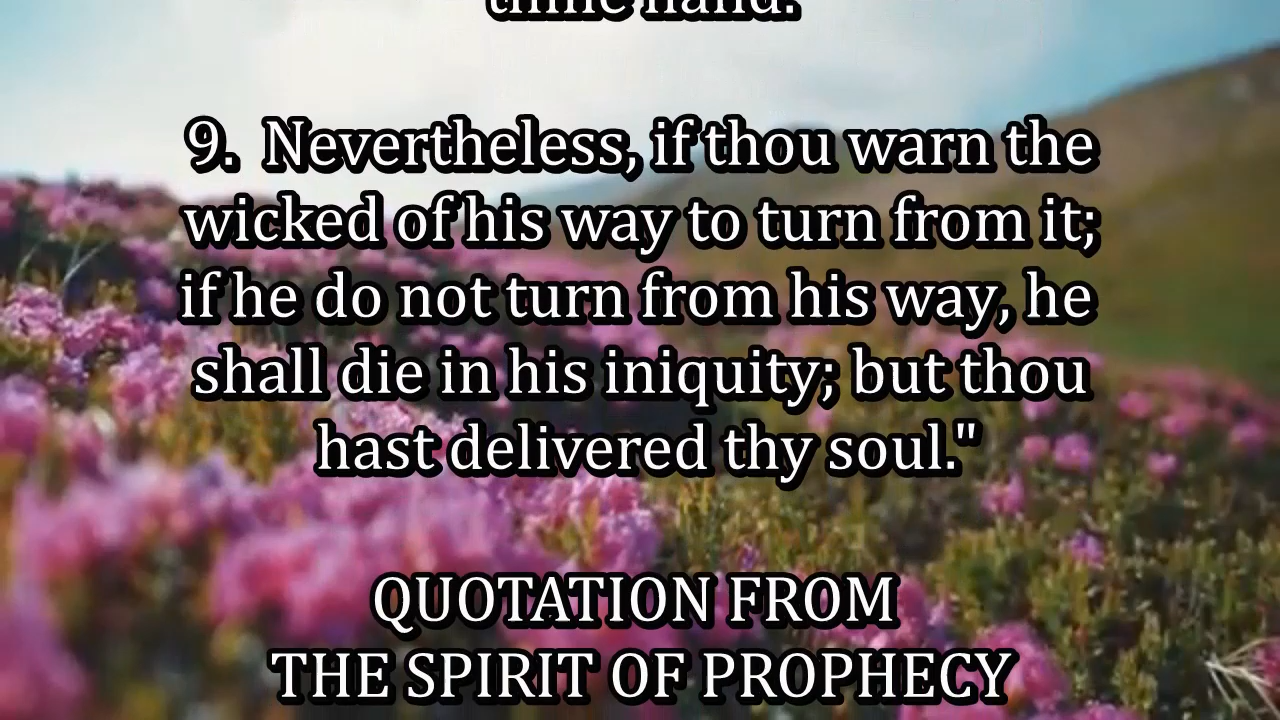 thine hand.
9. Nevertheless, if thou warn the
wicked of his way to turn from it;
if he do not turn from his way, he
shall die in his iniquity; but thou
hast delivered thy soul."
QUOTATION FROM
THE SPIRIT OF PROPHECY